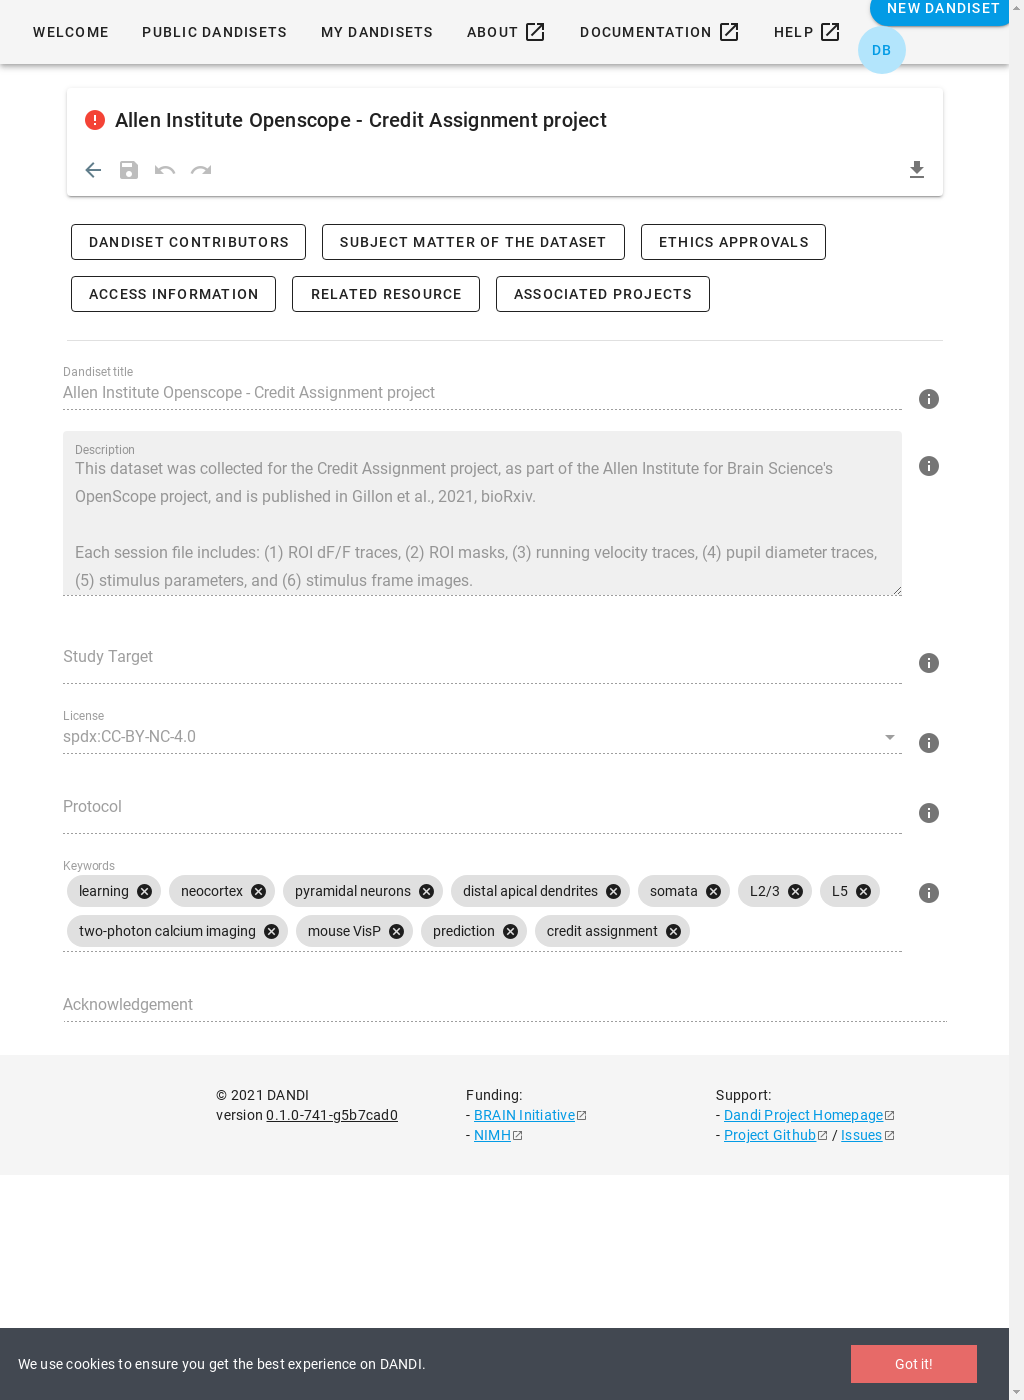 WELCOME PUBLIC DANDISETS MY DANDISETS ABOUT DOCUMENTATION HELP NEW DANDISET
DB
Allen Institute Openscope - Credit Assignment project
DANDISET CONTRIBUTORS SUBJECT MATTER OF THE DATASET ETHICS APPROVALS
ACCESS INFORMATION RELATED RESOURCE ASSOCIATED PROJECTS
Dandiset title
Allen Institute Openscope - Credit Assignment project
Description
This dataset was collected for the Credit Assignment project, as part of the Allen Institute for Brain Science's
OpenScope project, and is published in Gillon et al., 2021, bioRxiv.
Each session file includes: (1) ROI dF/F traces, (2) ROI masks, (3) running velocity traces, (4) pupil diameter traces,
(5) stimulus parameters, and (6) stimulus frame images.
Study Target
License
spdx:CC-BY-NC-4.0
Protocol
Keywords
learning neocortex pyramidal neurons distal apical dendrites somata L2/3 L5
two-photon calcium imaging mouse VisP prediction credit assignment
Acknowledgement
© 2021 DANDI Funding: Support:
version 0.1.0-741-g5b7cad0 - BRAIN Initiative - Dandi Project Homepage
- NIMH - Project Github / Issues
We use cookies to ensure you get the best experience on DANDI. Got it!